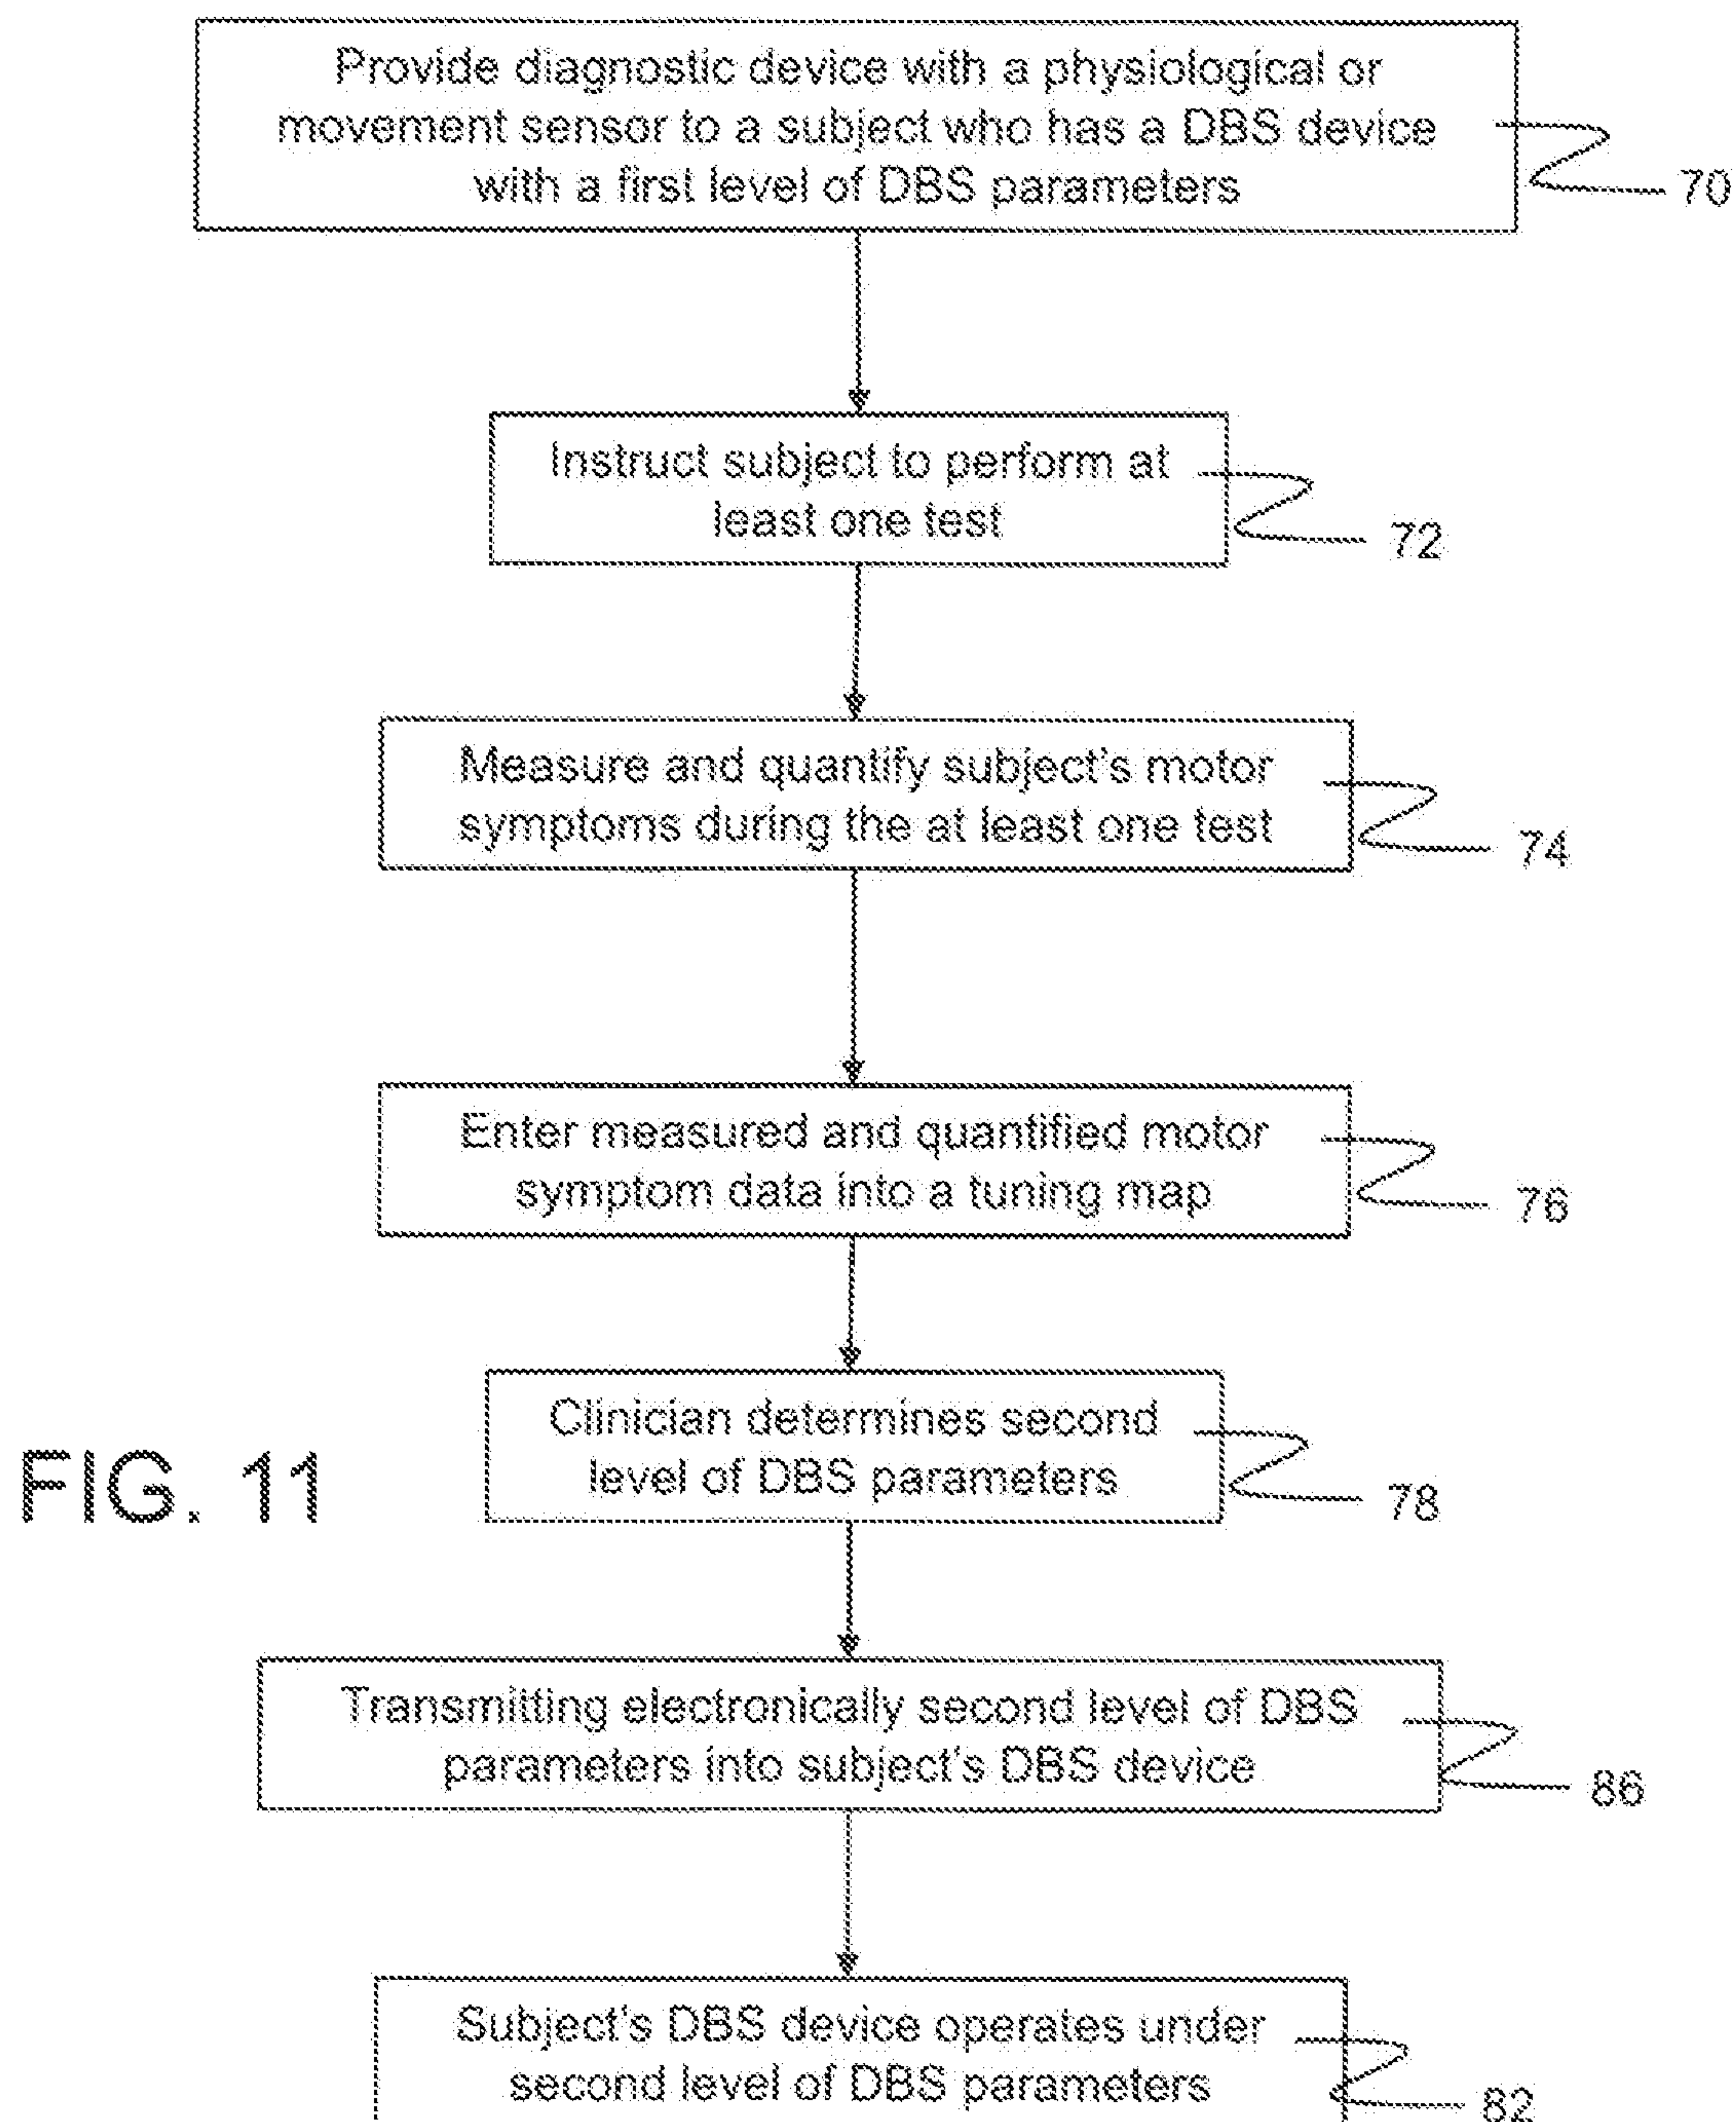 Provide diagnostic device with a physiological or
movement sensor to a subject who has a DBS device
with a first level of DBS parameters
70
Instruct subject to perform at
least one test
72
Measure and quantify subject's motor
symptoms during the at least one test
74
Enter measured and quantified motor
symptom data into a tuning map
76
Clinician determines second
level of DBS parameters
78
FIG. 11
Transmitting electronically second level of DBS
parameters into subject's DBS device
86
Subject's DBS device operates under
second level of DBS parameters
82